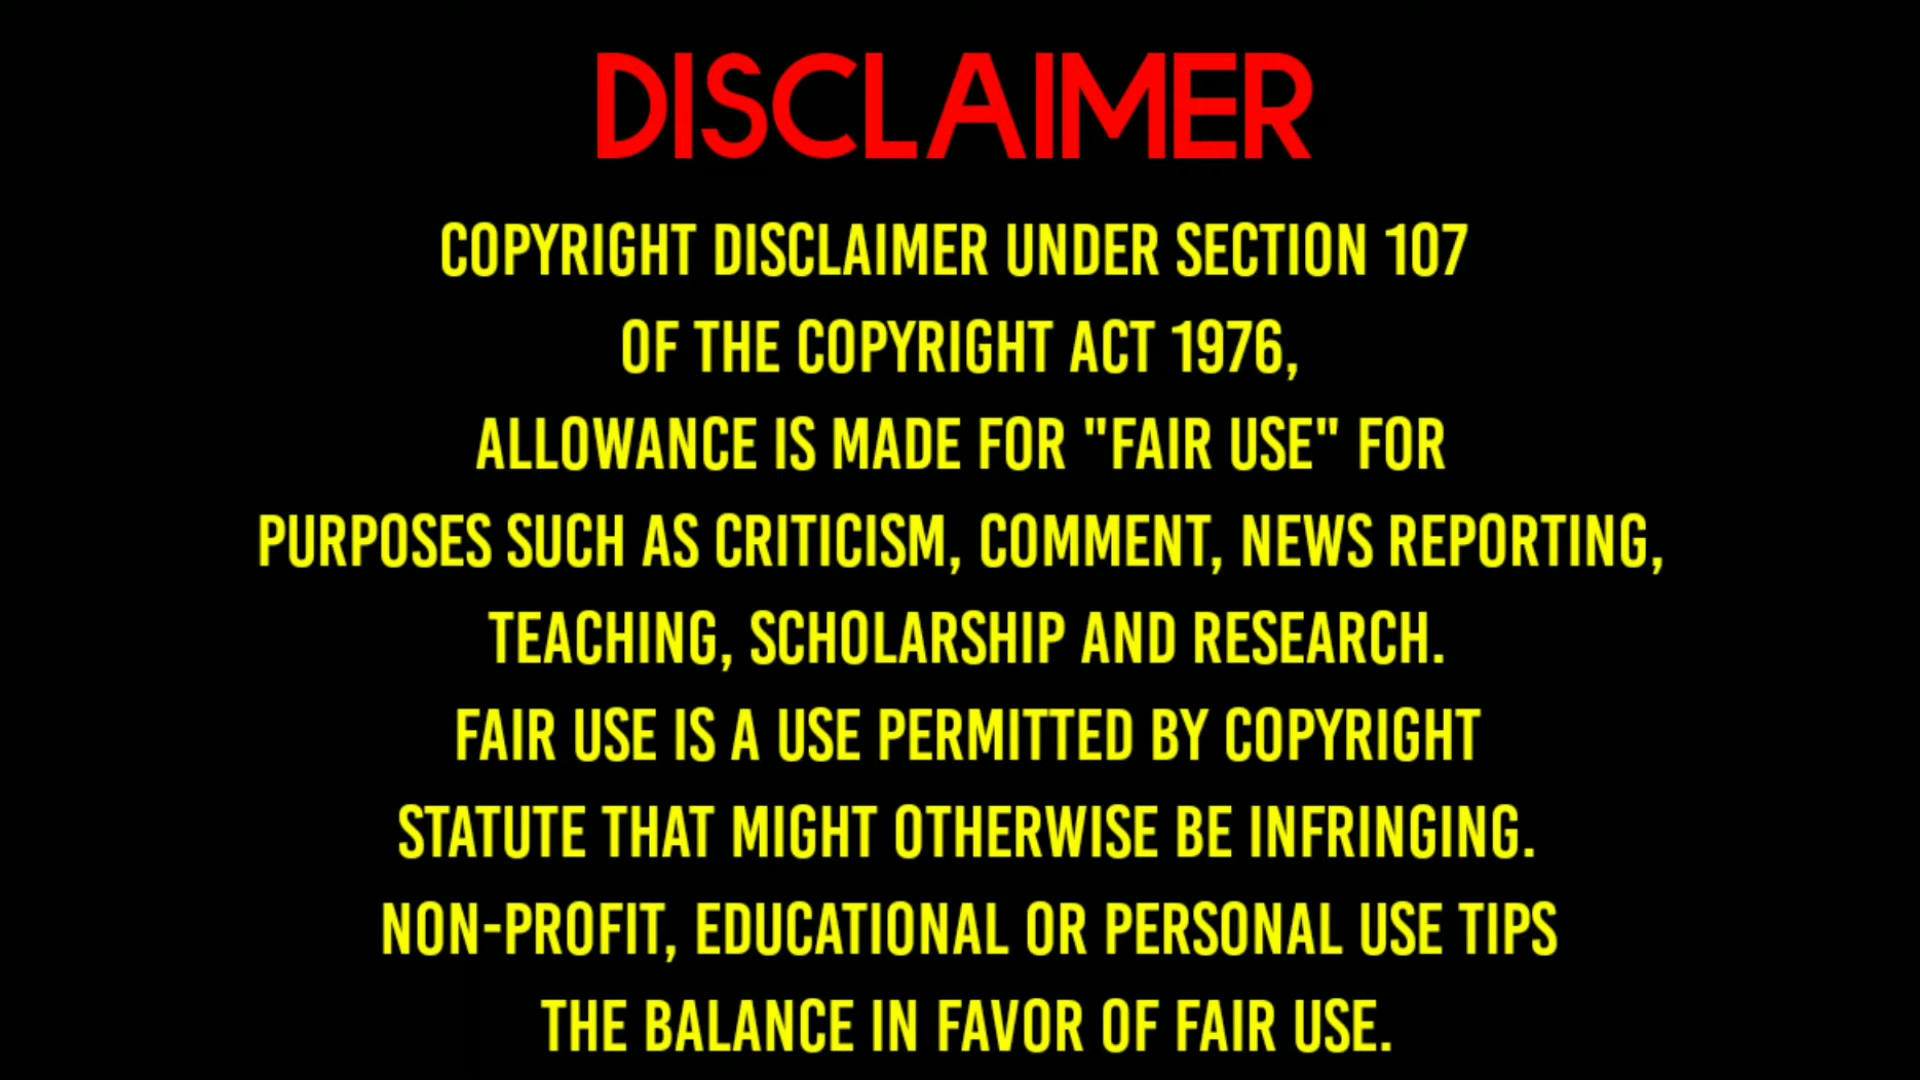 DISCLAIMER
COPYRIGHT DISCLAIMER UNDER SECTION 107
OF THE COPYRIGHT ACT 1976,
ALLOWANCE IS MADE FOR "FAIR USE" FOR
PURPOSES SUCH AS CRITICISM, COMMENT, NEWS REPORTING,
TEACHING, SCHOLARSHIP AND RESEARCH.
FAIR USE IS A USE PERMITTED BY COPYRIGHT
STATUTE THAT MIGHT OTHERWISE BE INFRINGING.
NON-PROFIT, EDUCATIONAL OR PERSONAL USE TIPS
THE BALANCE IN FAVOR OF FAIR USE.